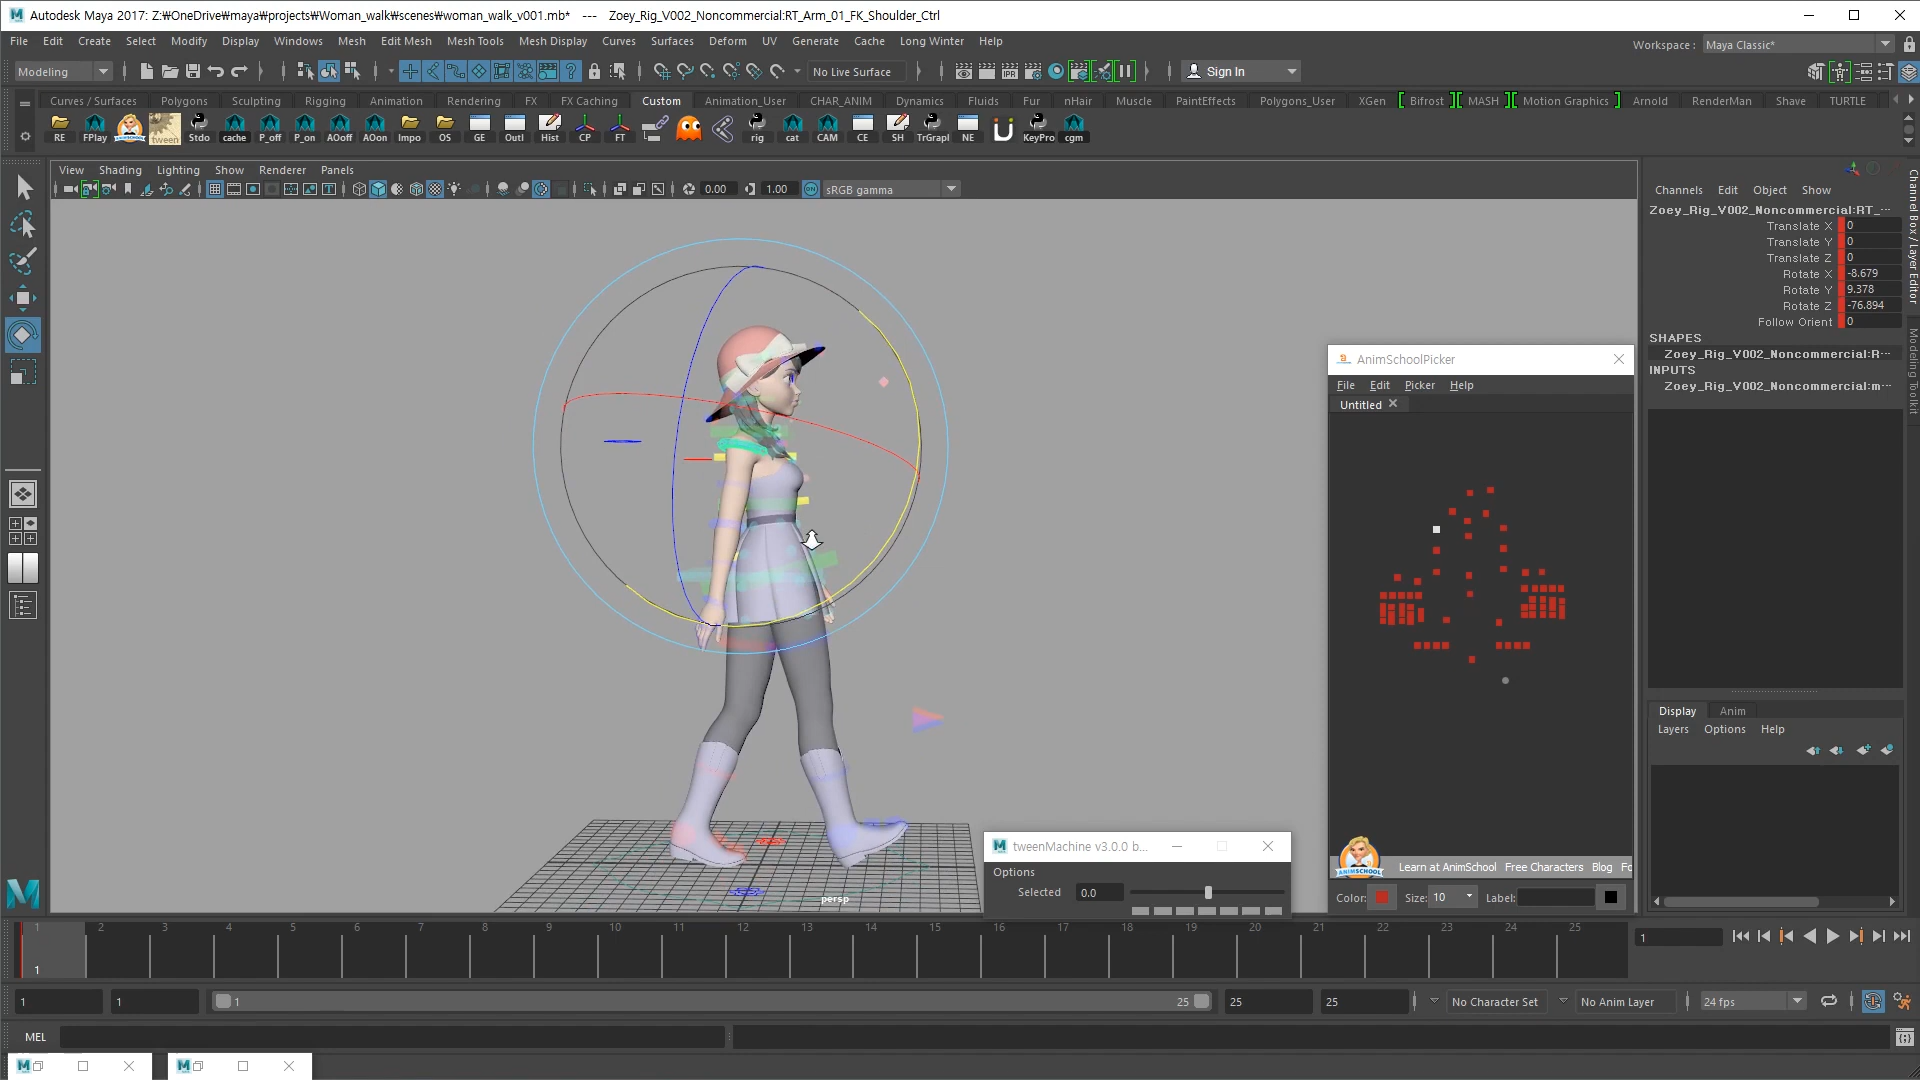 Autodesk Maya 2017: Z:₩OneDrive₩maya₩projects₩Woman_walk₩scenes₩woman_walk_v001.mb*   ---   Zoey_Rig_V002_Noncommercial:RT_Arm_01_FK_Shoulder_Ctrl
File Edit Create Select Modify Display Windows Mesh Edit Mesh Mesh Tools Mesh Display Curves Surfaces Deform UV Generate Cache Long Winter Help
Workspace : Maya Classic*
Modeling No Live Surface Sign In
Curves / Surfaces Polygons Sculpting Rigging Animation Rendering FX FX Caching Custom Animation_User CHAR_ANIM Dynamics Fluids Fur nHair Muscle PaintEffects Polygons_User XGen Bifrost MASH Motion Graphics Arnold RenderMan Shave TURTLE
RE FPlay tween Stdo cache P_off P_on AOoff AOon Impo OS GE Outl Hist CP FT rig cat CAM CE SH TrGrapl NE KeyPro cgm
View Shading Lighting Show Renderer Panels
0.00 1.00 ON sRGB gamma
IPR
Channels Edit Object Show
Zoey_Rig_V002_Noncommercial:RT_...
Translate X 0
Translate Y 0
Translate Z 0
Rotate X -8.679
Rotate Y 9.378
Rotate Z -76.894
Follow Orient 0
SHAPES
Zoey_Rig_V002_Noncommercial:R...
INPUTS
Zoey_Rig_V002_Noncommercial:m...
Channel Box / Layer Editor
Modeling Toolkit
AnimSchoolPicker
File Edit Picker Help
Untitled
ANIMSCHOOL
Learn at AnimSchool Free Characters Blog Fo
Color: Size: 10 Label:
Display Anim
Layers Options Help
tweenMachine v3.0.0 b...
Options
Selected 0.0
persp
1 2 3 4 5 6 7 8 9 10 11 12 13 14 15 16 17 18 19 20 21 22 23 24 25
1
1
1 1 1 25 25 25 No Character Set No Anim Layer 24 fps
MEL